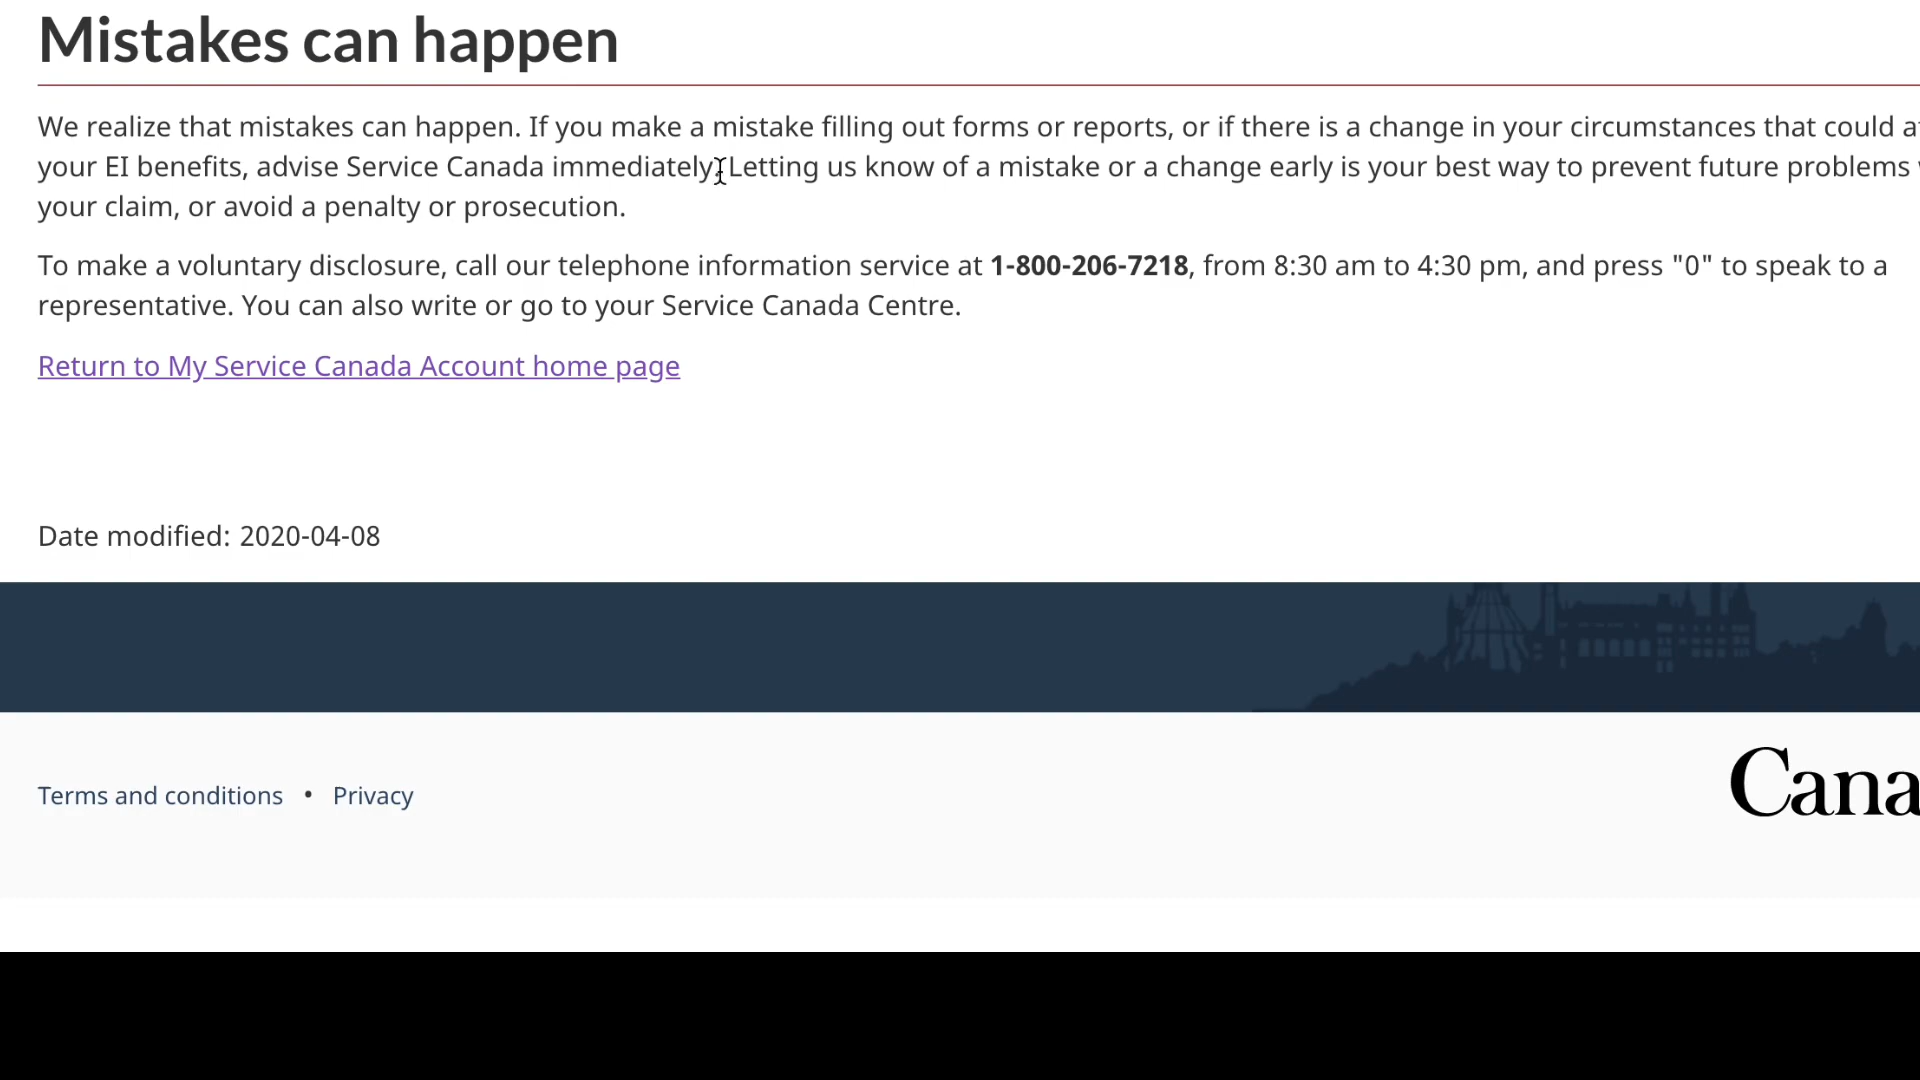 Mistakes can happen
We realize that mistakes can happen. If you make a mistake filling out forms or reports, or if there is a change in your circumstances that could
your EI benefits, advise Service Canada immediately. Letting us know of a mistake or a change early is your best way to prevent future problems
your claim, or avoid a penalty or prosecution.
To make a voluntary disclosure, call our telephone information service at 1-800-206-7218, from 8:30 am to 4:30 pm, and press "0" to speak to a
representative. You can also write or go to your Service Canada Centre.
Return to My Service Canada Account home page
Date modified: 2020-04-08
Terms and conditions • Privacy
Cana